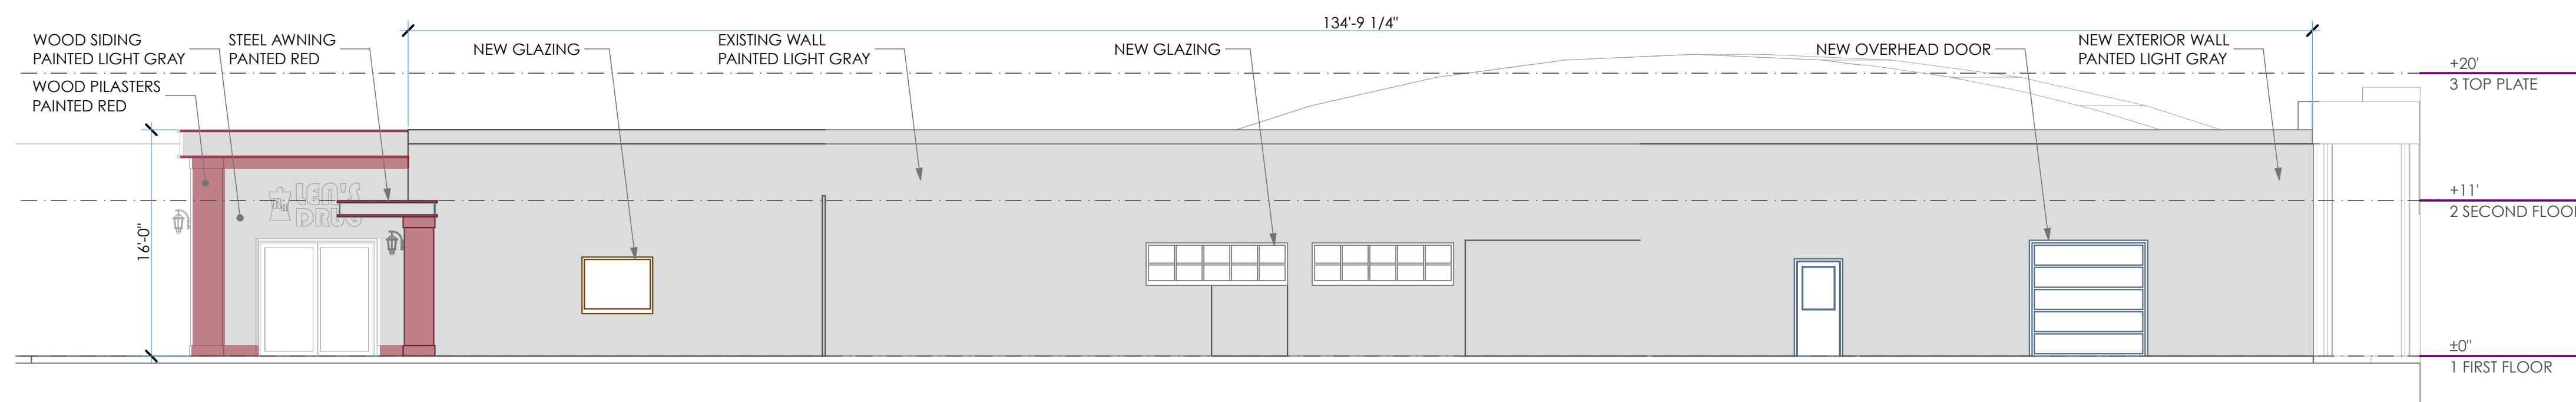 134'-9 1/4"
WOOD SIDING
PAINTED LIGHT GRAY
STEEL AWNING
PANTED RED
NEW GLAZING
EXISTING WALL
PAINTED LIGHT GRAY
NEW GLAZING
NEW OVERHEAD DOOR
NEW EXTERIOR WALL
PANTED LIGHT GRAY
+20'
3 TOP PLATE
WOOD PILASTERS
PAINTED RED
LEN'S
DRUG
+11'
2 SECOND FLOO
16'-0"
±0"
1 FIRST FLOOR